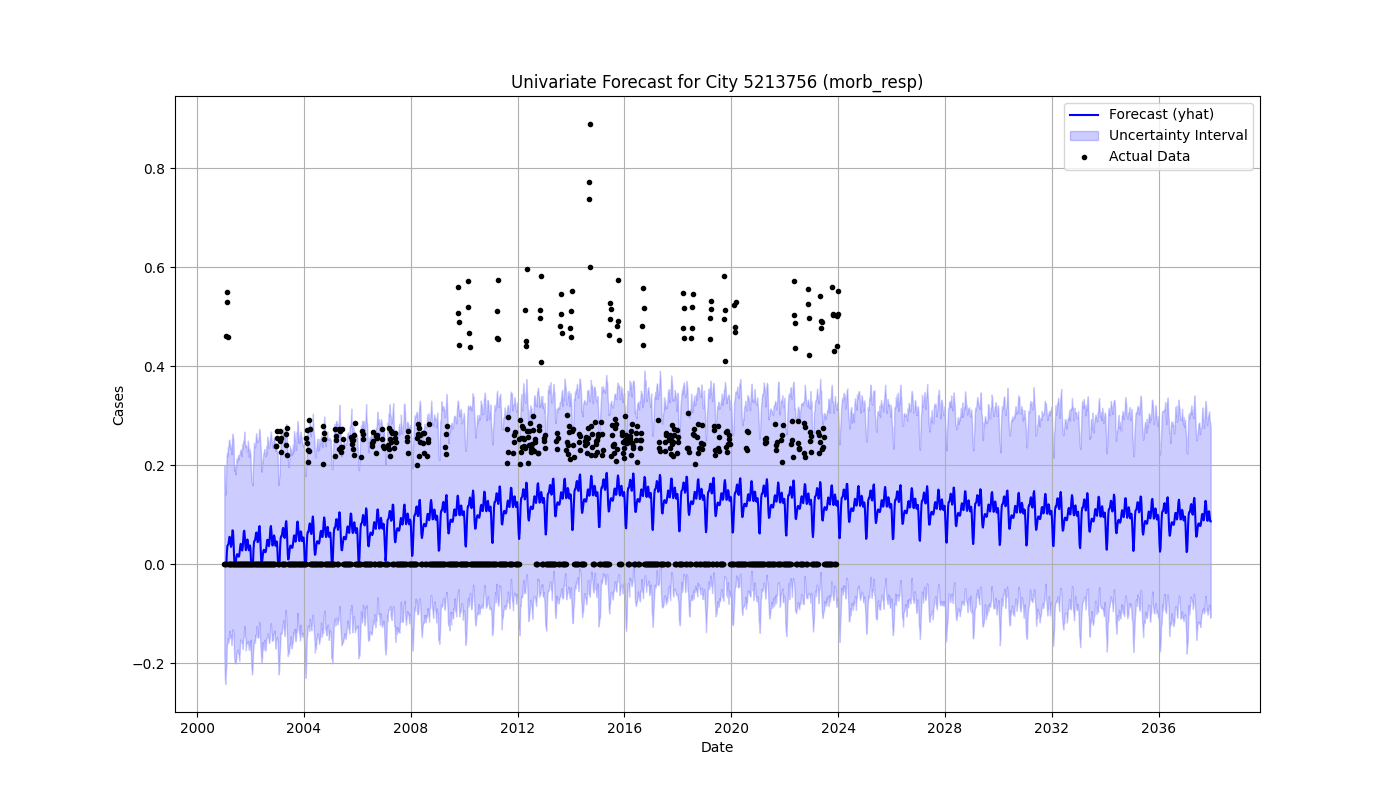 Univariate Forecast for City 5213756 (morb_resp)
Forecast (yhat)
Uncertainty Interval
Actual Data
Cases
0.8
0.6
0.4
0.2
0.0
−0.2
2000 2004 2008 2012 2016 2020 2024 2028 2032 2036
Date